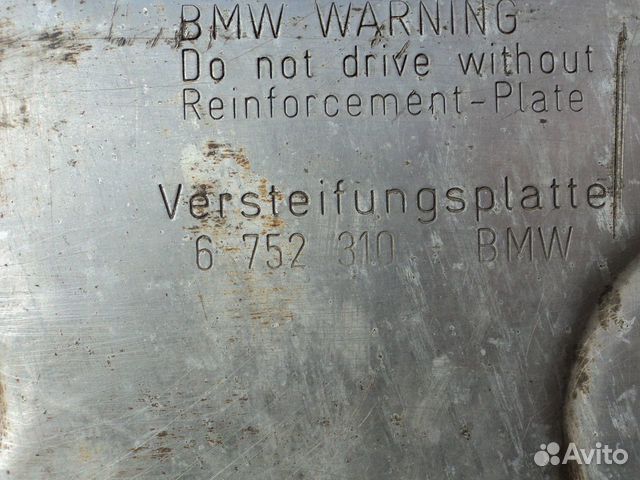 BMW WARNING
Do not drive without
Reinforcement-Plate
Versteifungsplatte
6 752 310 BMW
Avito